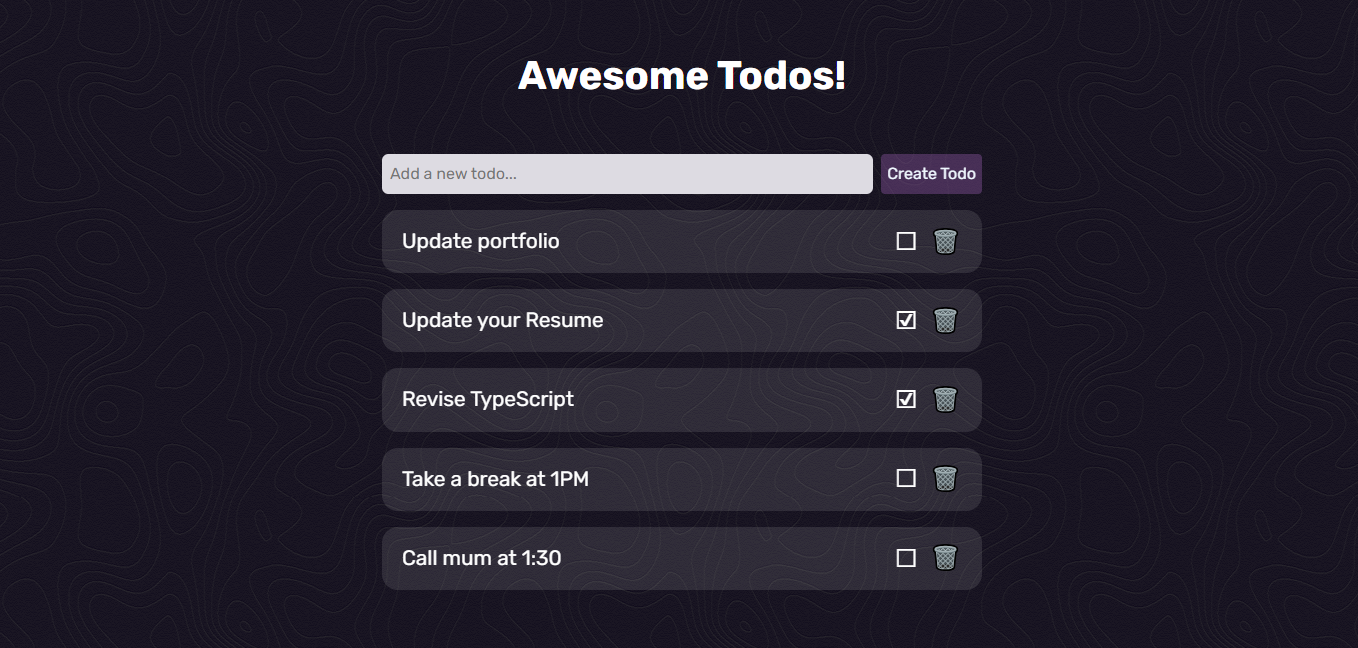 Awesome Todos!
Add a new todo...
Create Todo
Update portfolio
Update your Resume
Revise TypeScript
Take a break at 1PM
Call mum at 1:30